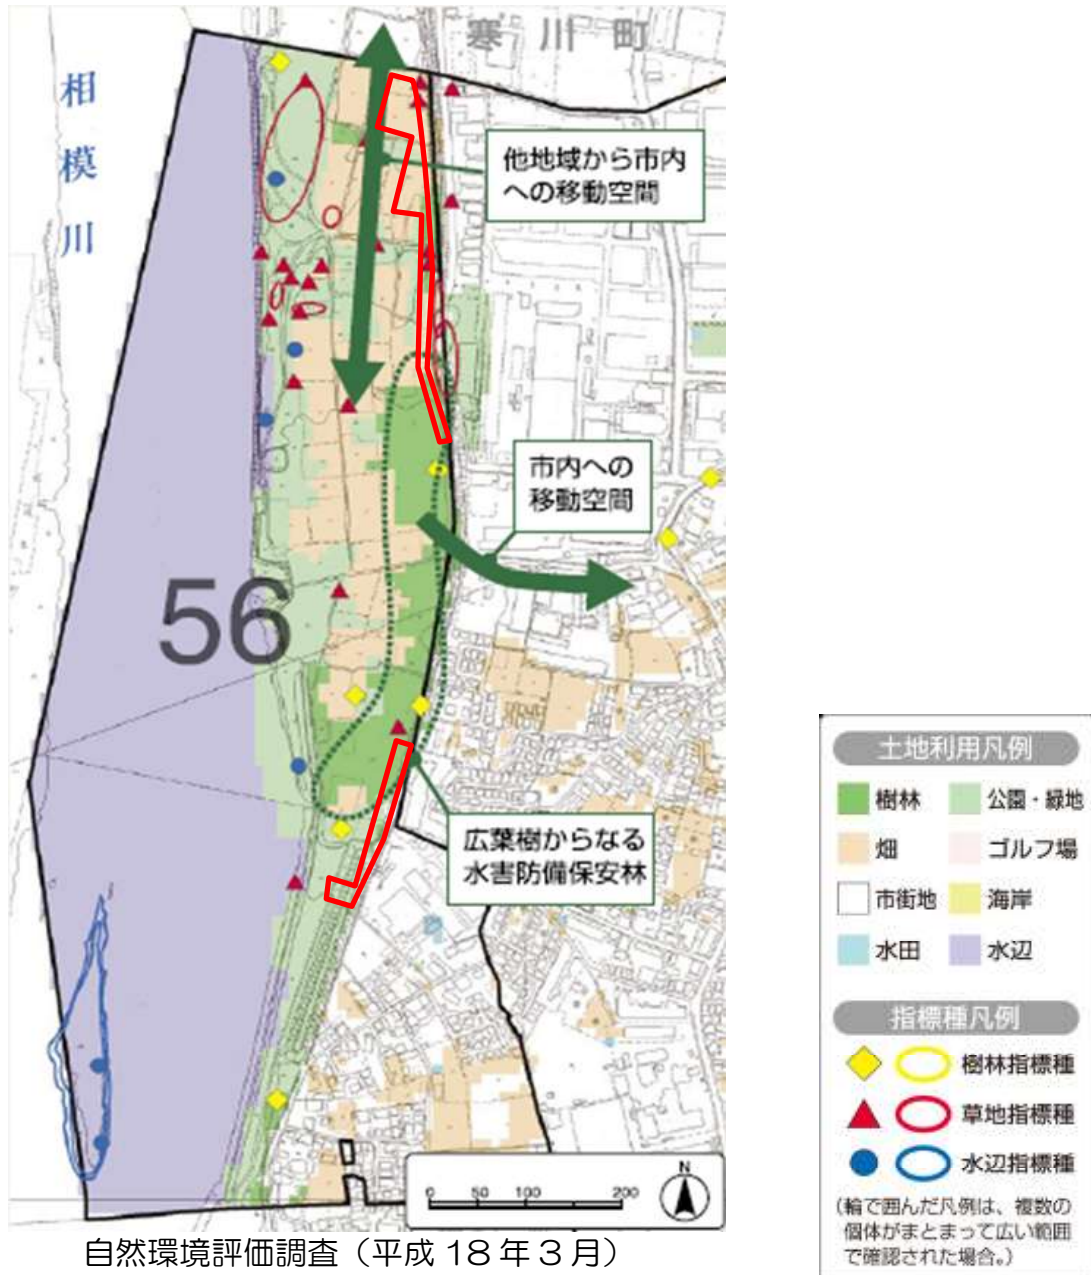 寒川町
相模川
他地域から市内
への移動空間
市内への
移動空間
56
広葉樹からなる
水害防備保安林
0 50 100 200
N
自然環境評価調査（平成 18 年 3 月）
土地利用凡例
樹林 公園・緑地
畑 ゴルフ場
市街地 海岸
水田 水辺
指標種凡例
樹林指標種
草地指標種
水辺指標種
（輪で囲んだ凡例は、複数の
個体がまとまって広い範囲
で確認された場合。）